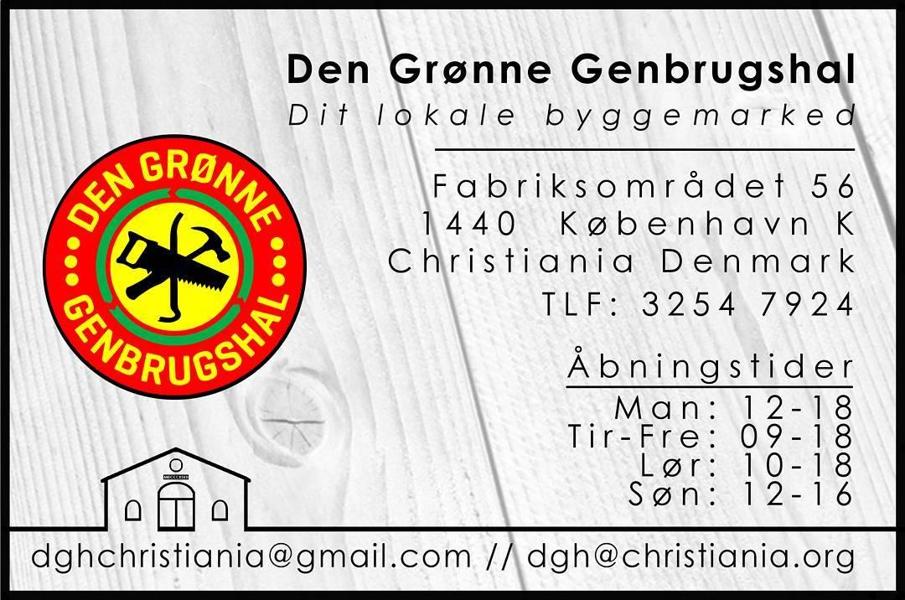 Den Grønne Genbrugshal
Dit lokale byggemarked
DEN GRØNNE
GENBRUGSHAL
Fabriksområdet 56
1440 København K
Christiania Denmark
TLF: 3254 7924
Åbningstider
Man: 12-18
Tir-Fre: 09-18
Lør: 10-18
Søn: 12-16
dghchristiania@gmail.com // dgh@christiania.org